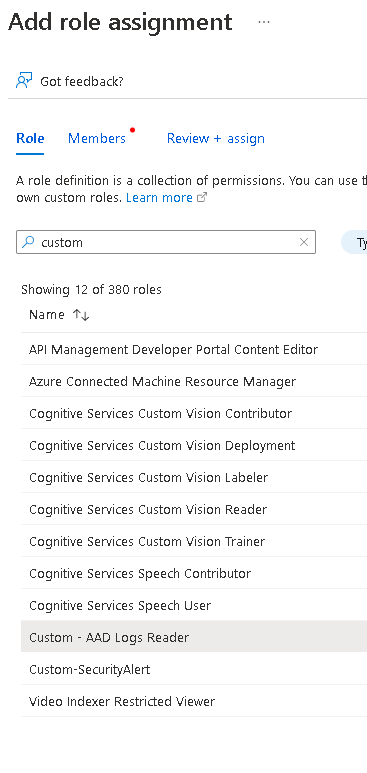 Add role assignment ...
Got feedback?
Role Members Review + assign
A role definition is a collection of permissions. You can use
own custom roles. Learn more
custom
Showing 12 of 380 roles
Name
API Management Developer Portal Content Editor
Azure Connected Machine Resource Manager
Cognitive Services Custom Vision Contributor
Cognitive Services Custom Vision Deployment
Cognitive Services Custom Vision Labeler
Cognitive Services Custom Vision Reader
Cognitive Services Custom Vision Trainer
Cognitive Services Speech Contributor
Cognitive Services Speech User
Custom - AAD Logs Reader
Custom-SecurityAlert
Video Indexer Restricted Viewer